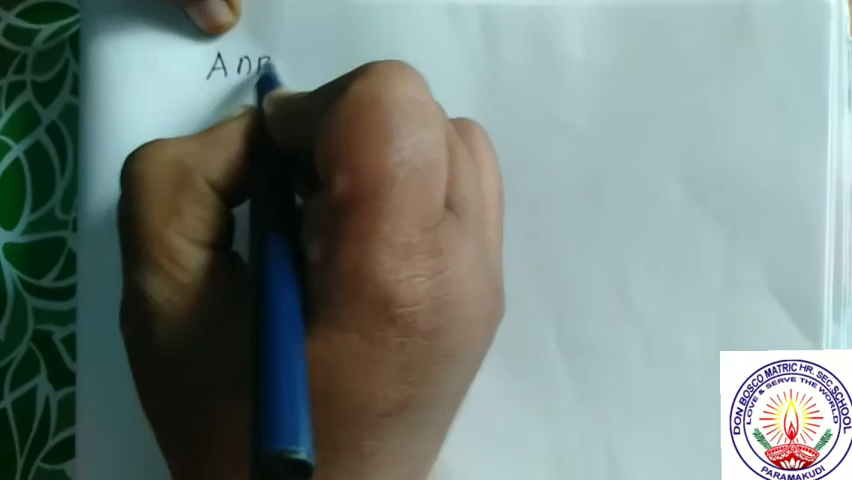 Ann
DON BOSCO MATRIC HR. SEC. SCHOOL
LOVE & SERVE THE WORLD
PARAMAKUDI